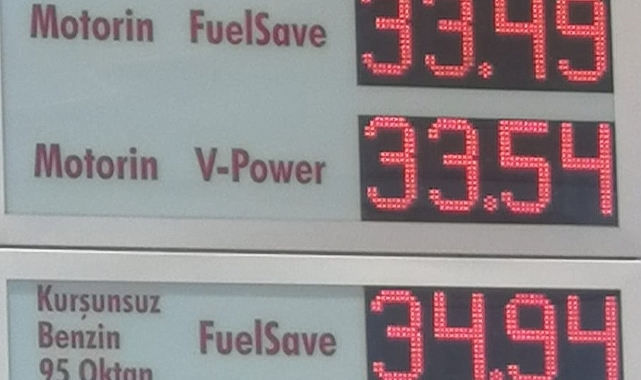 Motorin FuelSave 33.49
Motorin V-Power 33.54
Kurşunsuz
Benzin FuelSave 34.94
95 Oktan